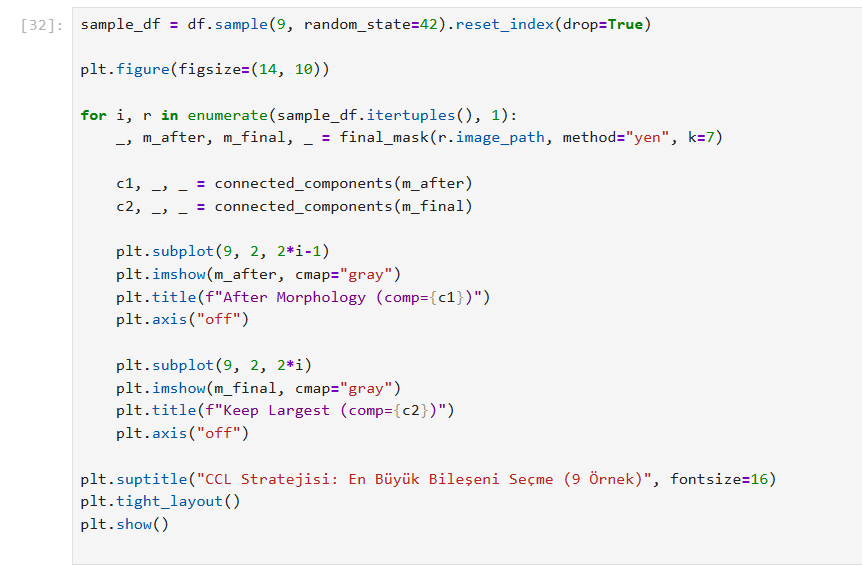 [32]: sample_df = df.sample(9, random_state=42).reset_index(drop=True)
plt.figure(figsize=(14, 10))
for i, r in enumerate(sample_df.itertuples(), 1):
    _, m_after, m_final, _ = final_mask(r.image_path, method="yen", k=7)
    c1, _, _ = connected_components(m_after)
    c2, _, _ = connected_components(m_final)
    plt.subplot(9, 2, 2*i-1)
    plt.imshow(m_after, cmap="gray")
    plt.title(f"After Morphology (comp={c1})")
    plt.axis("off")
    plt.subplot(9, 2, 2*i)
    plt.imshow(m_final, cmap="gray")
    plt.title(f"Keep Largest (comp={c2})")
    plt.axis("off")
plt.suptitle("CCL Stratejisi: En Büyük Bileşeni Seçme (9 Örnek)", fontsize=16)
plt.tight_layout()
plt.show()